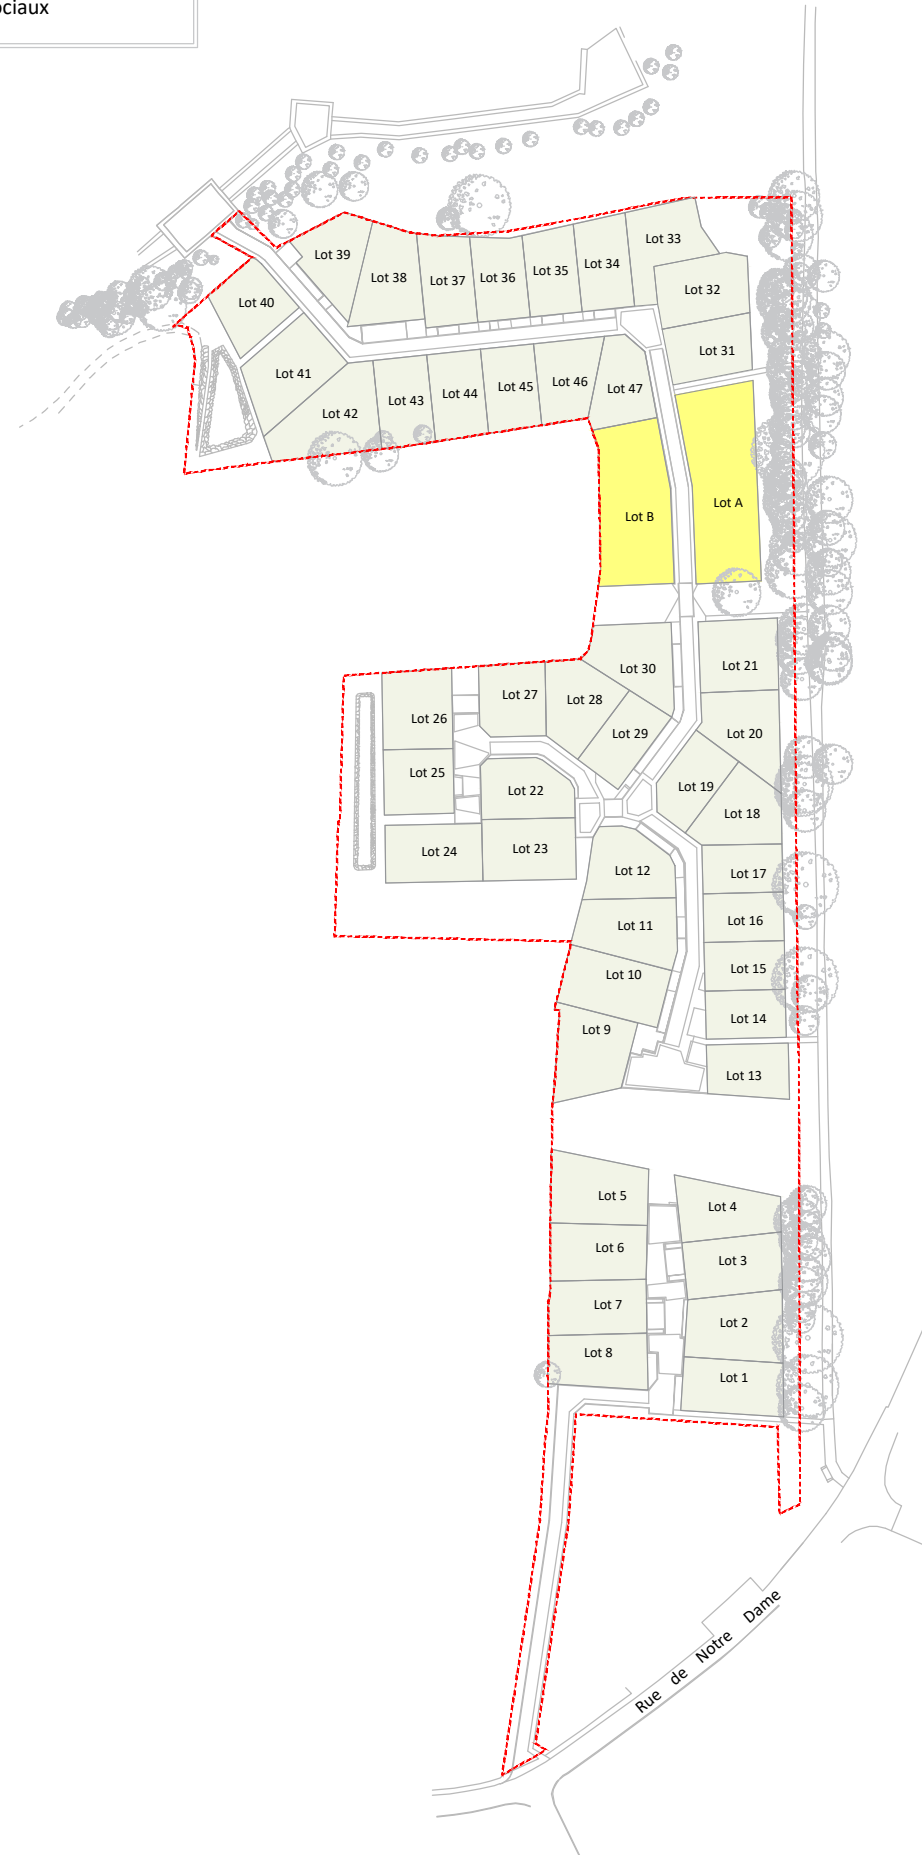 ociaux
Lot 33
Lot 39
Lot 34
Lot 35
Lot 38
Lot 37
Lot 36
Lot 32
Lot 40
Lot 31
Lot 41
Lot 46
Lot 45
Lot 47
Lot 44
Lot 43
Lot 42
Lot A
Lot B
Lot 21
Lot 30
Lot 27
Lot 28
Lot 26
Lot 29
Lot 20
Lot 25
Lot 19
Lot 22
Lot 18
Lot 23
Lot 24
Lot 12
Lot 17
Lot 16
Lot 11
Lot 15
Lot 10
Lot 14
Lot 9
Lot 13
Lot 5
Lot 4
Lot 6
Lot 3
Lot 7
Lot 2
Lot 8
Lot 1
Rue de Notre Dame